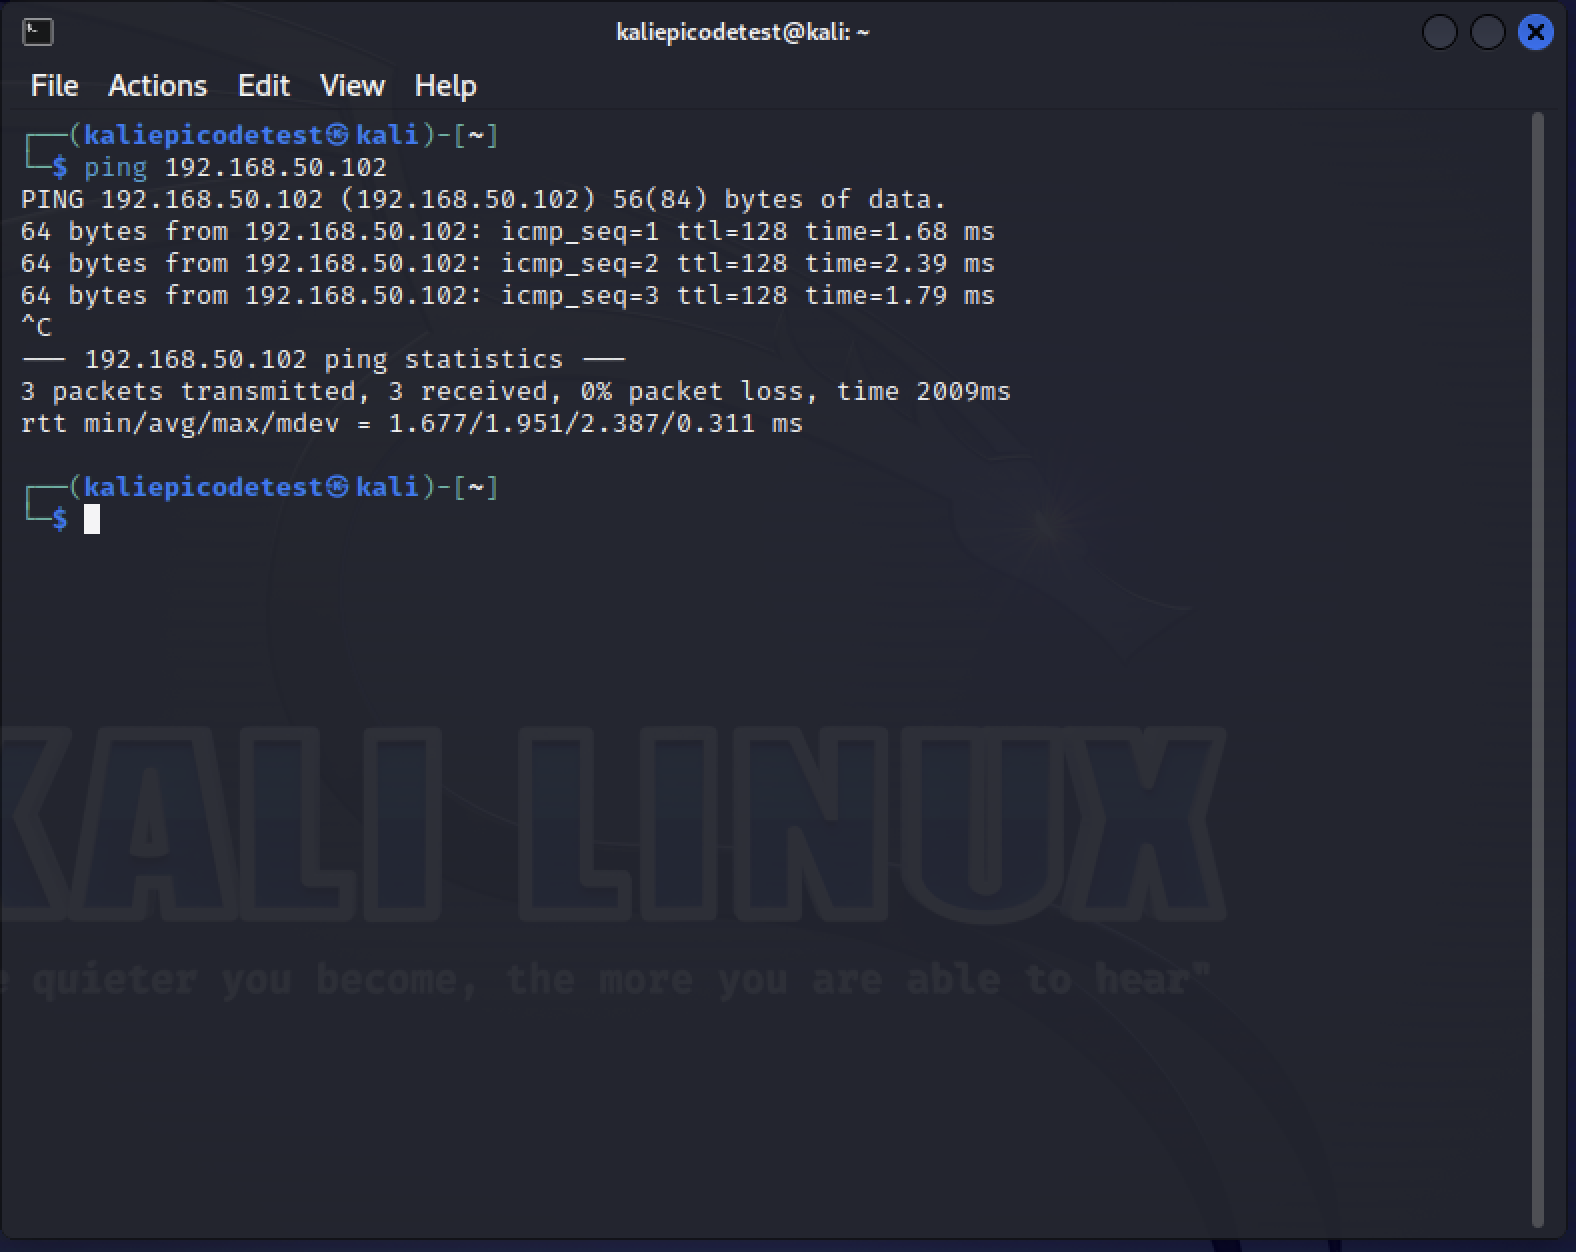 kaliepicodetest@kali: ~
File Actions Edit View Help
┌──(kaliepicodetest㉿kali)-[~]
└─$ ping 192.168.50.102
PING 192.168.50.102 (192.168.50.102) 56(84) bytes of data.
64 bytes from 192.168.50.102: icmp_seq=1 ttl=128 time=1.68 ms
64 bytes from 192.168.50.102: icmp_seq=2 ttl=128 time=2.39 ms
64 bytes from 192.168.50.102: icmp_seq=3 ttl=128 time=1.79 ms
^C
─── 192.168.50.102 ping statistics ───
3 packets transmitted, 3 received, 0% packet loss, time 2009ms
rtt min/avg/max/mdev = 1.677/1.951/2.387/0.311 ms
┌──(kaliepicodetest㉿kali)-[~]
└─$
KALI LINUX
e quieter you become, the more you are able to hear"